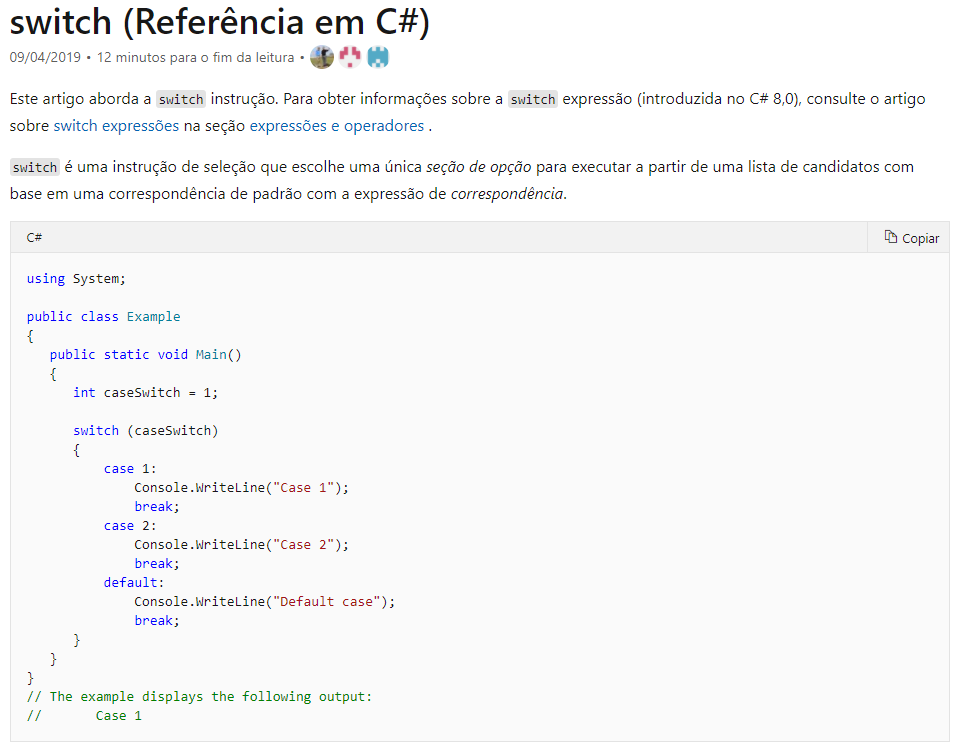 switch (Referência em C#)
09/04/2019 • 12 minutos para o fim da leitura •
Este artigo aborda a switch instrução. Para obter informações sobre a switch expressão (introduzida no C# 8,0), consulte o artigo
sobre switch expressões na seção expressões e operadores .
switch é uma instrução de seleção que escolhe uma única seção de opção para executar a partir de uma lista de candidatos com
base em uma correspondência de padrão com a expressão de correspondência.
C# Copiar
using System;
public class Example
{
   public static void Main()
   {
      int caseSwitch = 1;
      switch (caseSwitch)
      {
          case 1:
              Console.WriteLine("Case 1");
              break;
          case 2:
              Console.WriteLine("Case 2");
              break;
          default:
              Console.WriteLine("Default case");
              break;
      }
   }
}
// The example displays the following output:
//       Case 1